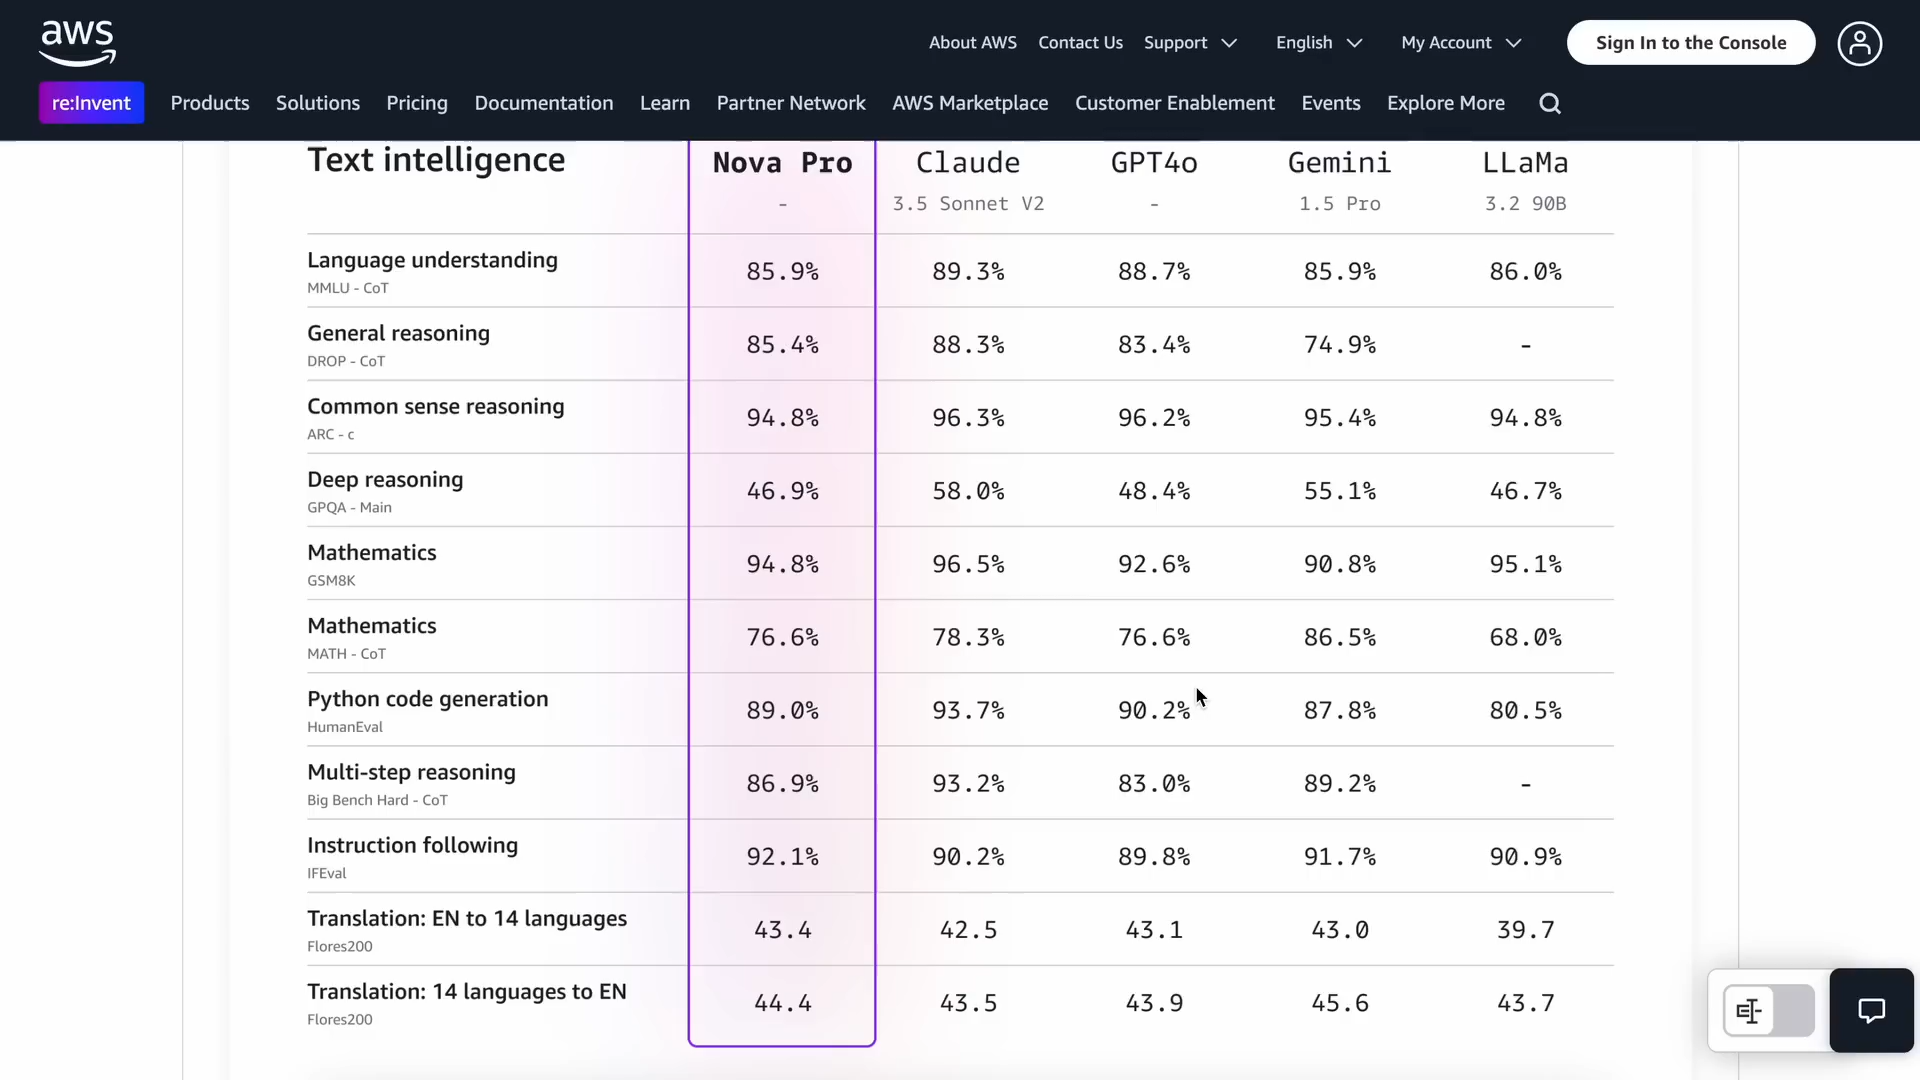 aws
About AWS Contact Us Support English My Account Sign In to the Console
re:Invent Products Solutions Pricing Documentation Learn Partner Network AWS Marketplace Customer Enablement Events Explore More
Text intelligence Nova Pro Claude GPT4o Gemini LLaMa
- 3.5 Sonnet V2 - 1.5 Pro 3.2 90B
Language understanding
MMLU - CoT
85.9% 89.3% 88.7% 85.9% 86.0%
General reasoning
DROP - CoT
85.4% 88.3% 83.4% 74.9% -
Common sense reasoning
ARC - c
94.8% 96.3% 96.2% 95.4% 94.8%
Deep reasoning
GPQA - Main
46.9% 58.0% 48.4% 55.1% 46.7%
Mathematics
GSM8K
94.8% 96.5% 92.6% 90.8% 95.1%
Mathematics
MATH - CoT
76.6% 78.3% 76.6% 86.5% 68.0%
Python code generation
HumanEval
89.0% 93.7% 90.2% 87.8% 80.5%
Multi-step reasoning
Big Bench Hard - CoT
86.9% 93.2% 83.0% 89.2% -
Instruction following
IFEval
92.1% 90.2% 89.8% 91.7% 90.9%
Translation: EN to 14 languages
Flores200
43.4 42.5 43.1 43.0 39.7
Translation: 14 languages to EN
Flores200
44.4 43.5 43.9 45.6 43.7